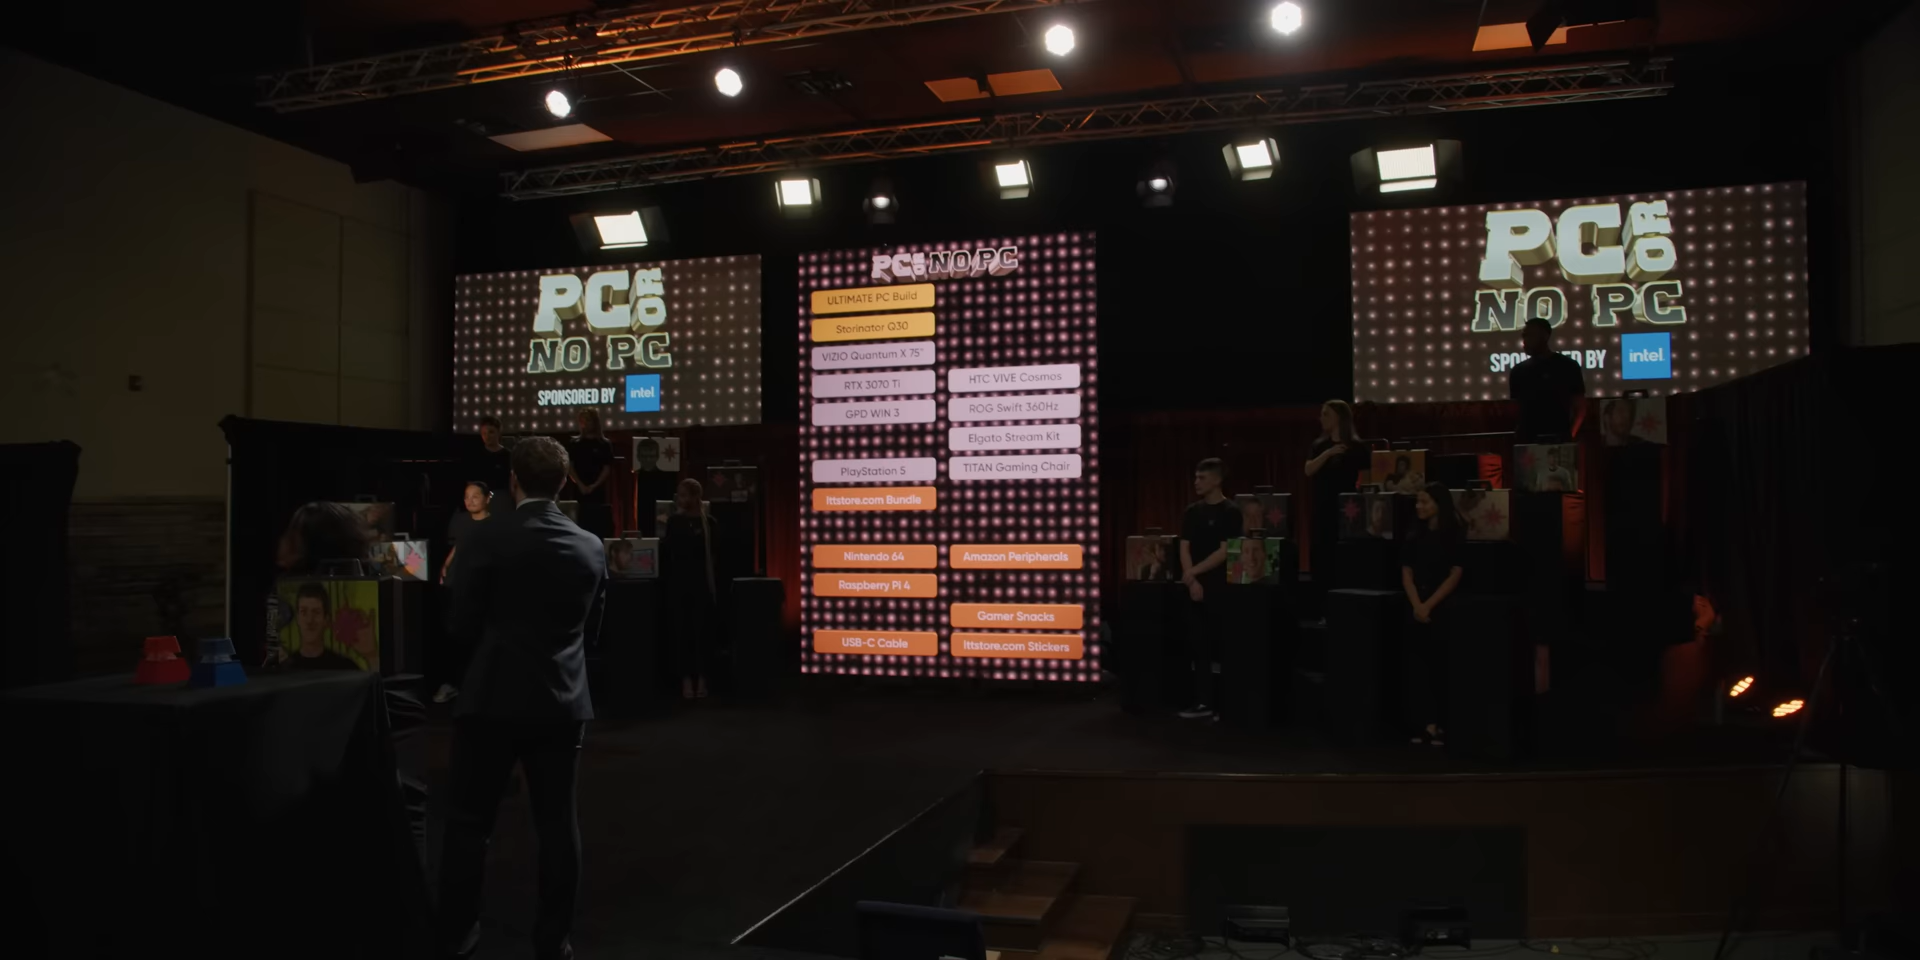 PC OR
NO PC
SPONSORED BY intel
PC OR NO PC
ULTIMATE PC Build
Storinator Q30
VIZIO Quantum X 75"
RTX 3070 Ti
GPD WIN 3
PlayStation 5
lttstore.com Bundle
Nintendo 64
Raspberry Pi 4
USB-C Cable
HTC VIVE Cosmos
ROG Swift 360Hz
Elgato Stream Kit
TITAN Gaming Chair
Amazon Peripherals
Gamer Snacks
lttstore.com Stickers
PC OR
NO PC
SPONSORED BY intel